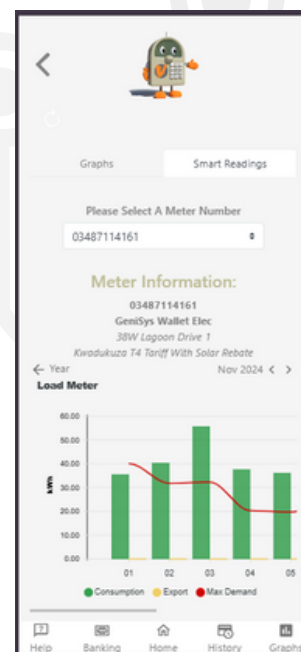 Graphs Smart Readings
Please Select A Meter Number
03487114161
Meter Information:
03487114161
GeniSys Wallet Elec
38W Lagoon Drive 1
Kwadukuza T4 Tariff With Solar Rebate
← Year Nov 2024 < >
Load Meter
60.00
50.00
40.00
30.00
20.00
10.00
0.00
kWh
01 02 03 04 05
Consumption Export Max Demand
Help Banking Home History Graphs